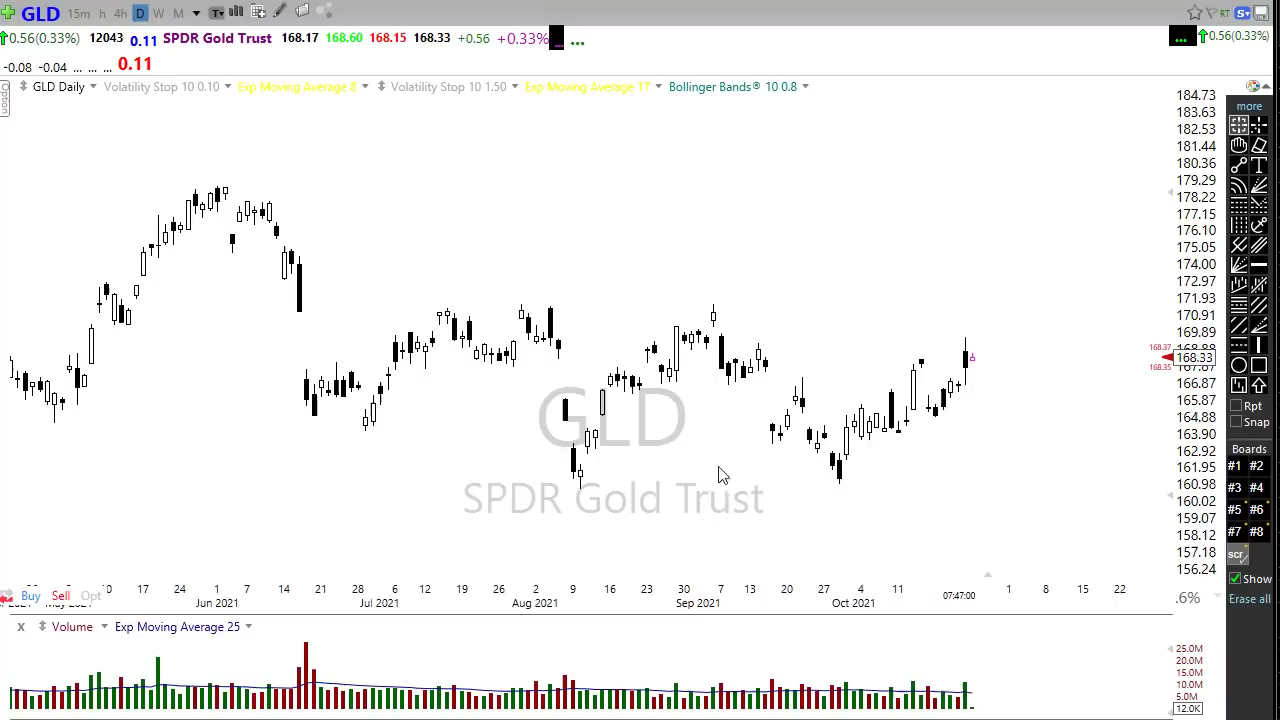 GLD 15m h 4h D W M T RT S
0.56(0.33%) 12043 0.11 SPDR Gold Trust 168.17 168.60 168.15 168.33 +0.56 +0.33% ... ... 0.56(0.33%)
-0.08 -0.04 ... ... ... 0.11
Option GLD Daily Volatility Stop 10 0.10 Exp Moving Average 8 Volatility Stop 10 1.50 Exp Moving Average 17 Bollinger Bands® 10 0.8
184.73
183.63
182.53
181.44
180.36
179.29
178.22
177.15
176.10
175.05
174.00
172.97
171.93
170.91
169.89
168.37
168.33
168.35
166.87
165.87
164.88
163.90
162.92
161.95
160.98
160.02
159.07
158.12
157.18
156.24
GLD
SPDR Gold Trust
more
Rpt
Snap
Boards
#1 #2
#3 #4
#5 #6
#7 #8
scr
Show
Erase all
17 24 1 7 14 21 28 6 12 19 26 2 9 16 23 30 7 13 20 27 4 11 07:47:00 1 8 15 22
Buy Sell Opt .6%
Jun 2021 Jul 2021 Aug 2021 Sep 2021 Oct 2021
x Volume Exp Moving Average 25
25.0M
20.0M
15.0M
10.0M
5.0M
12.0K